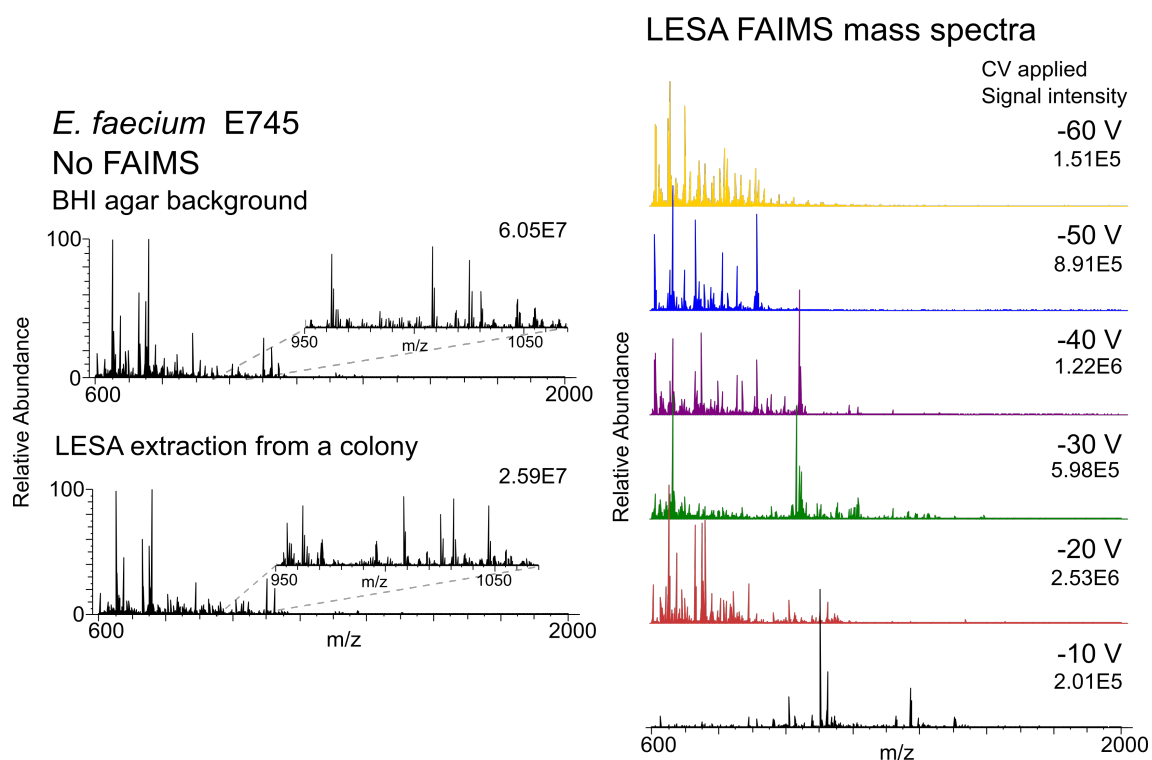 E. faecium E745
No FAIMS
BHI agar background
6.05E7
100
0
950
m/z
1050
600
2000
Relative Abundance
LESA extraction from a colony
2.59E7
100
0
950
m/z
1050
600
m/z
2000
LESA FAIMS mass spectra
CV applied
Signal intensity
-60 V
1.51E5
-50 V
8.91E5
-40 V
1.22E6
-30 V
5.98E5
-20 V
2.53E6
-10 V
2.01E5
Relative Abundance
600
m/z
2000